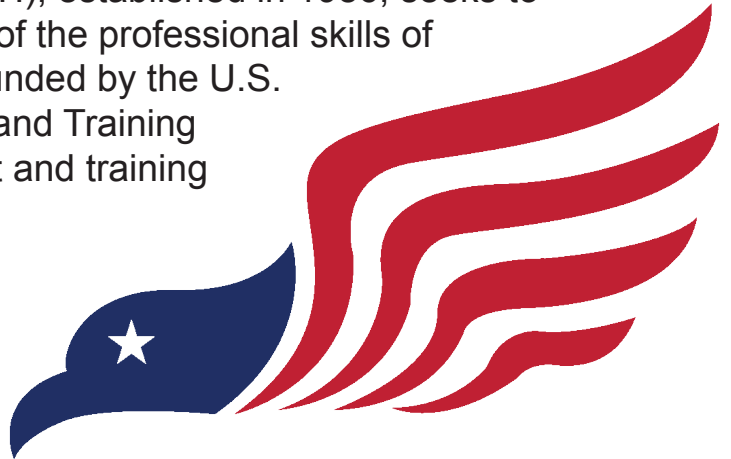 established in seeks to
of the professional skills of
unded by the U.S.
and Training
t and training